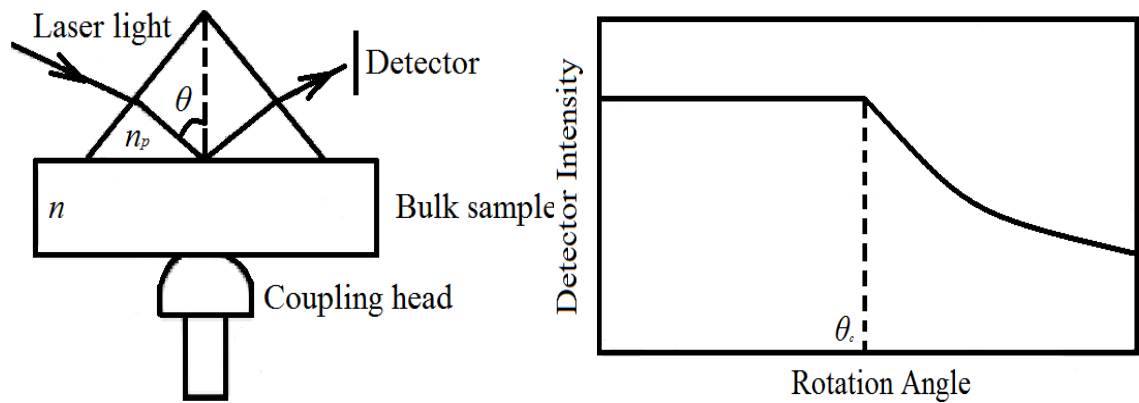 Laser light
Detector
θ
n_p
n
Bulk sample
Coupling head
Detector Intensity
θ_c
Rotation Angle